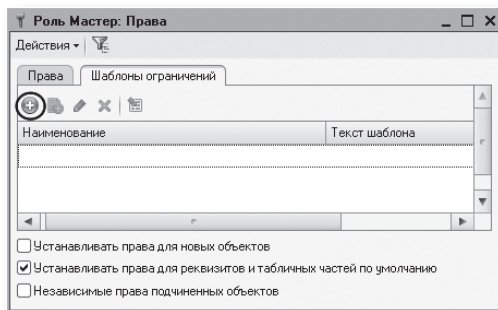 Роль Мастер: Права
Действия
Права Шаблоны ограничений
Наименование Текст шаблона
Устанавливать права для новых объектов
Устанавливать права для реквизитов и табличных частей по умолчанию
Независимые права подчиненных объектов